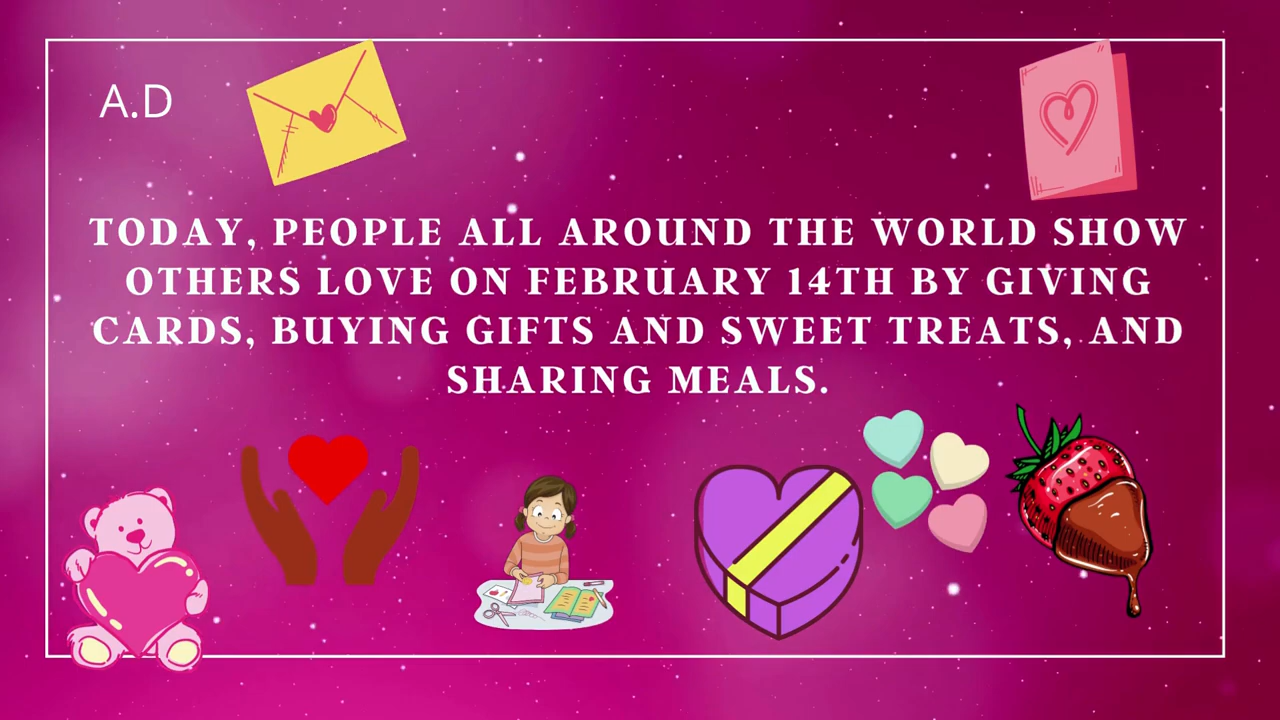 A.D
TODAY, PEOPLE ALL AROUND THE WORLD SHOW
OTHERS LOVE ON FEBRUARY 14TH BY GIVING
CARDS, BUYING GIFTS AND SWEET TREATS, AND
SHARING MEALS.